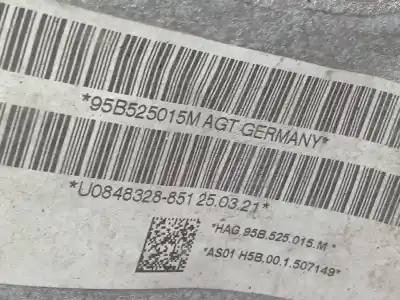 *95B525015M AGT GERMANY*
*U0848328-851 25.03.21*
*HAG 95B.525.015.M *
*AS01 H5B.00.1.507149*